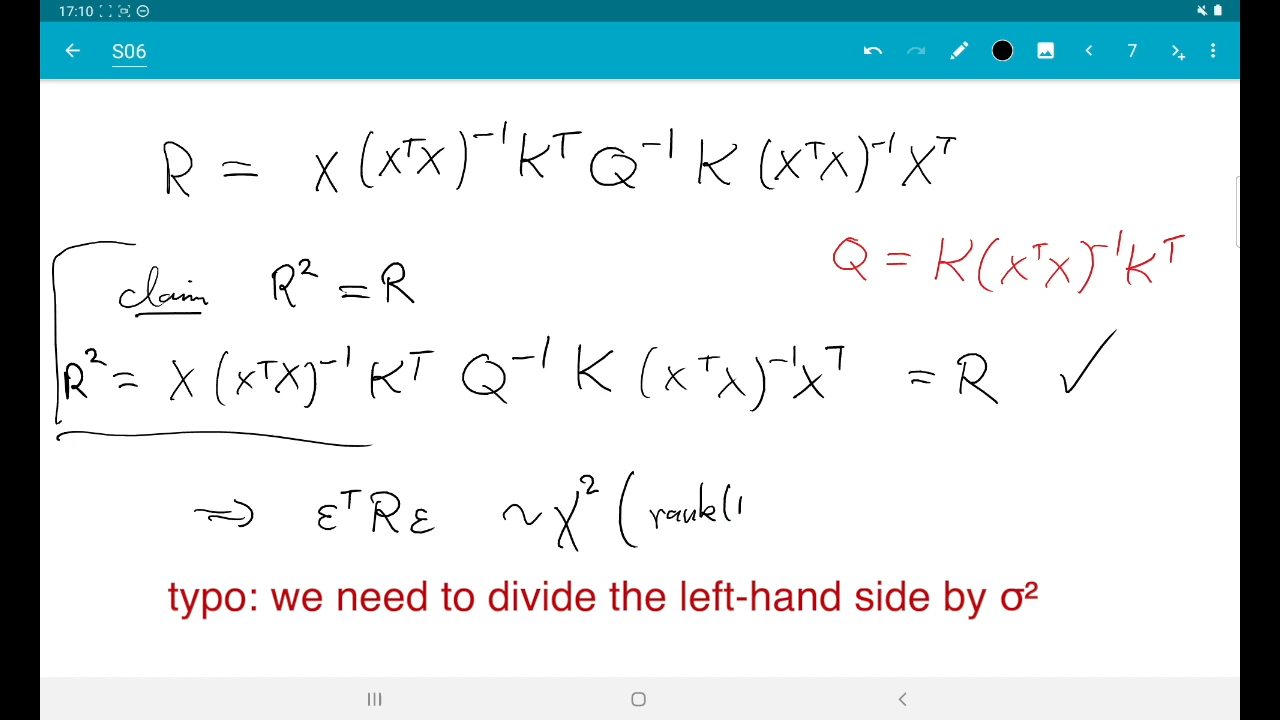 17:10
S06
7
R = X (XᵀX)⁻¹ Kᵀ Q⁻¹ K (XᵀX)⁻¹ Xᵀ
Q = K(XᵀX)⁻¹Kᵀ
claim R² = R
R² = X (XᵀX)⁻¹ Kᵀ Q⁻¹ K (XᵀX)⁻¹ Xᵀ = R ✓
⇒ εᵀRε ~ χ² (rank(
typo: we need to divide the left-hand side by σ²